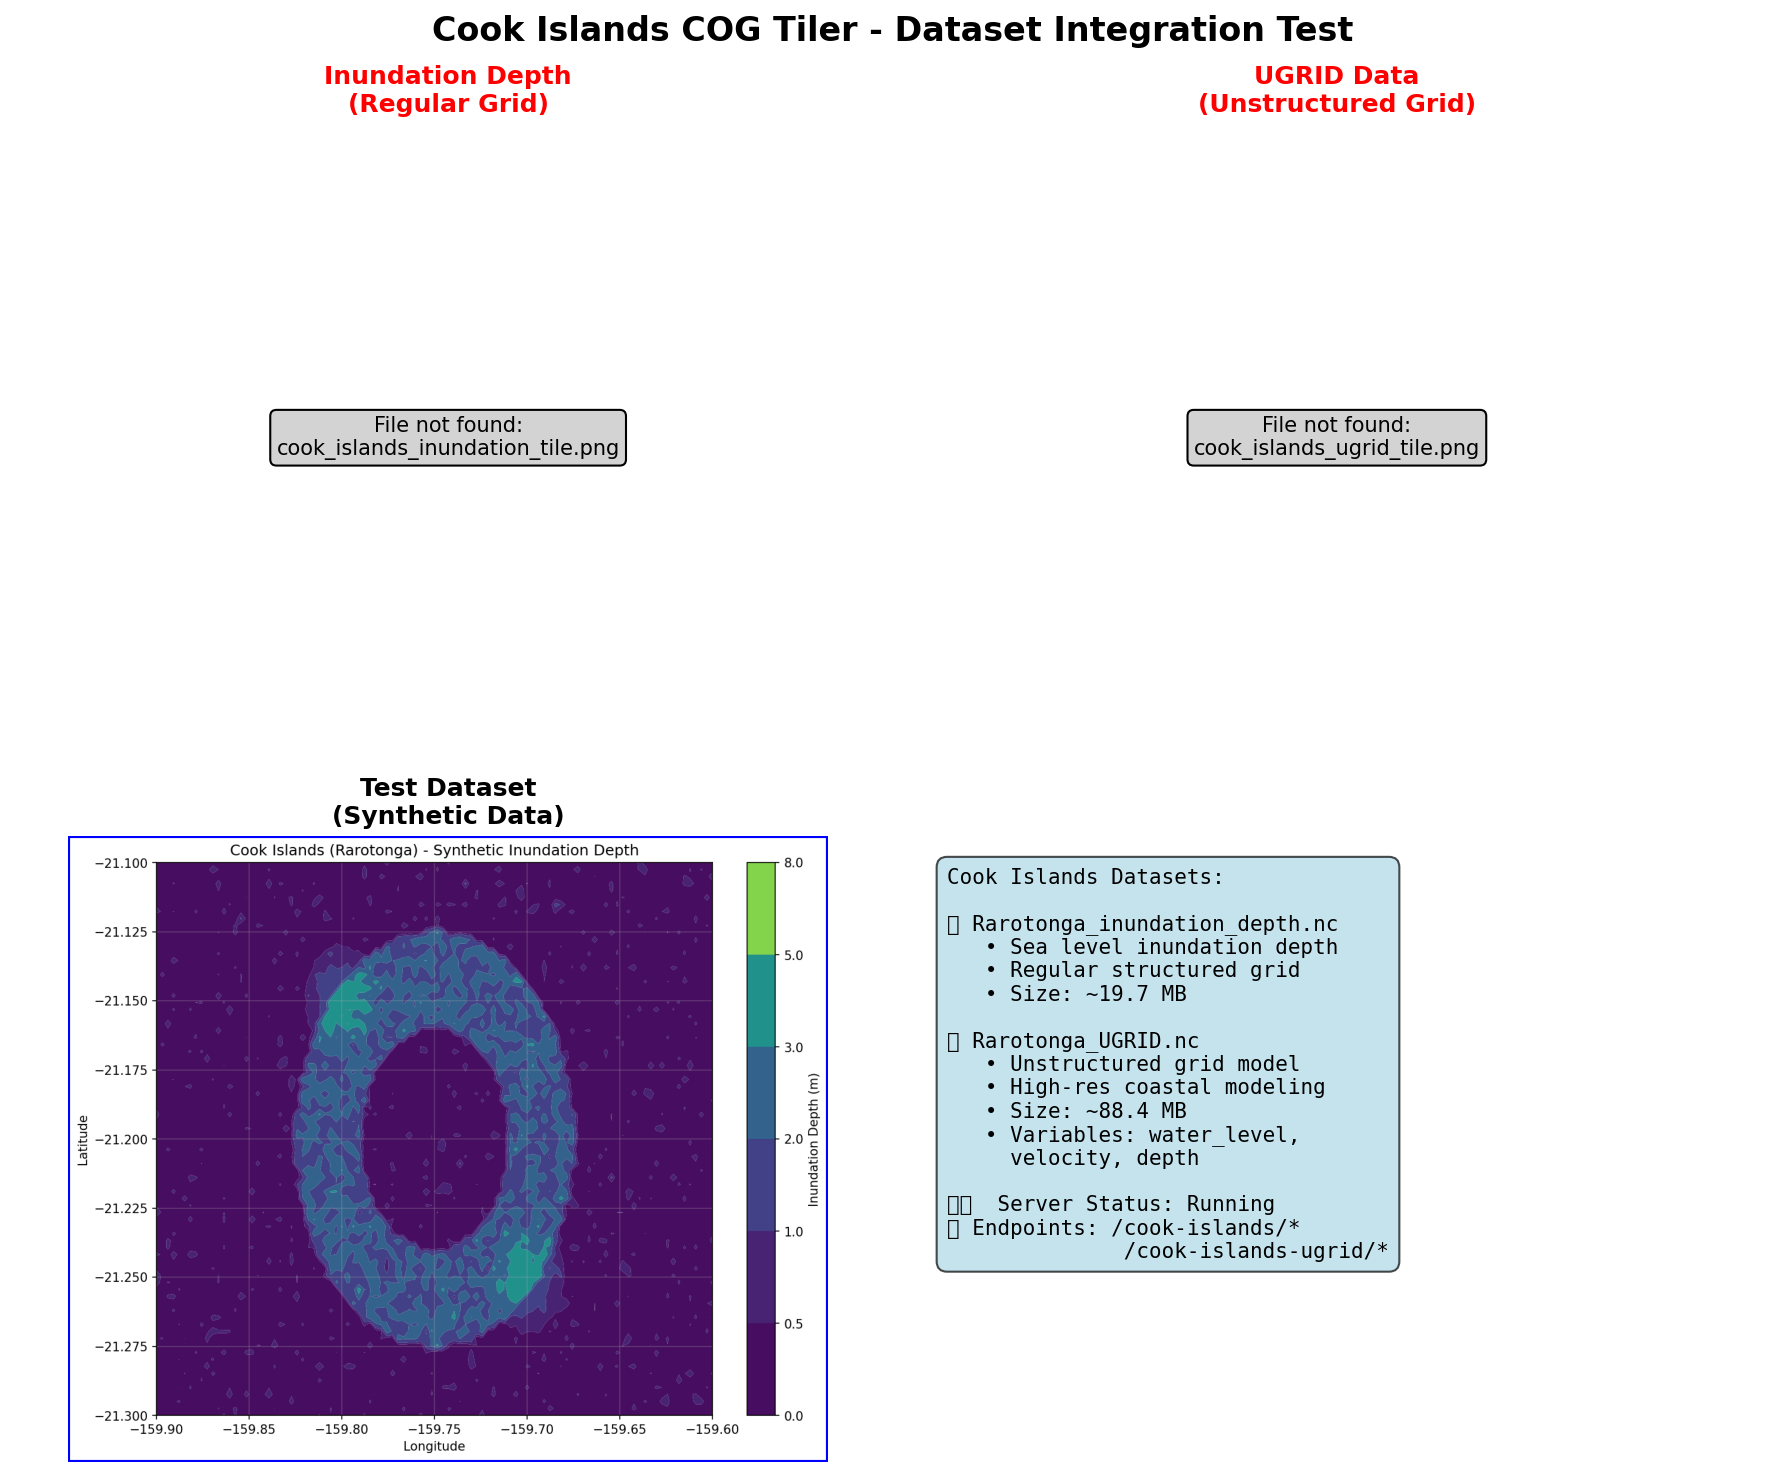 Cook Islands COG Tiler - Dataset Integration Test
Inundation Depth
(Regular Grid)
File not found:
cook_islands_inundation_tile.png
UGRID Data
(Unstructured Grid)
File not found:
cook_islands_ugrid_tile.png
Test Dataset
(Synthetic Data)
Cook Islands (Rarotonga) - Synthetic Inundation Depth
Latitude
−21.100
−21.125
−21.150
−21.175
−21.200
−21.225
−21.250
−21.275
−21.300
−159.90
−159.85
−159.80
−159.75
−159.70
−159.65
−159.60
Longitude
8.0
5.0
3.0
2.0
1.0
0.5
0.0
Inundation Depth (m)
Cook Islands Datasets:
▯ Rarotonga_inundation_depth.nc
• Sea level inundation depth
• Regular structured grid
• Size: ~19.7 MB
▯ Rarotonga_UGRID.nc
• Unstructured grid model
• High-res coastal modeling
• Size: ~88.4 MB
• Variables: water_level,
velocity, depth
▯▯ Server Status: Running
▯ Endpoints: /cook-islands/*
/cook-islands-ugrid/*